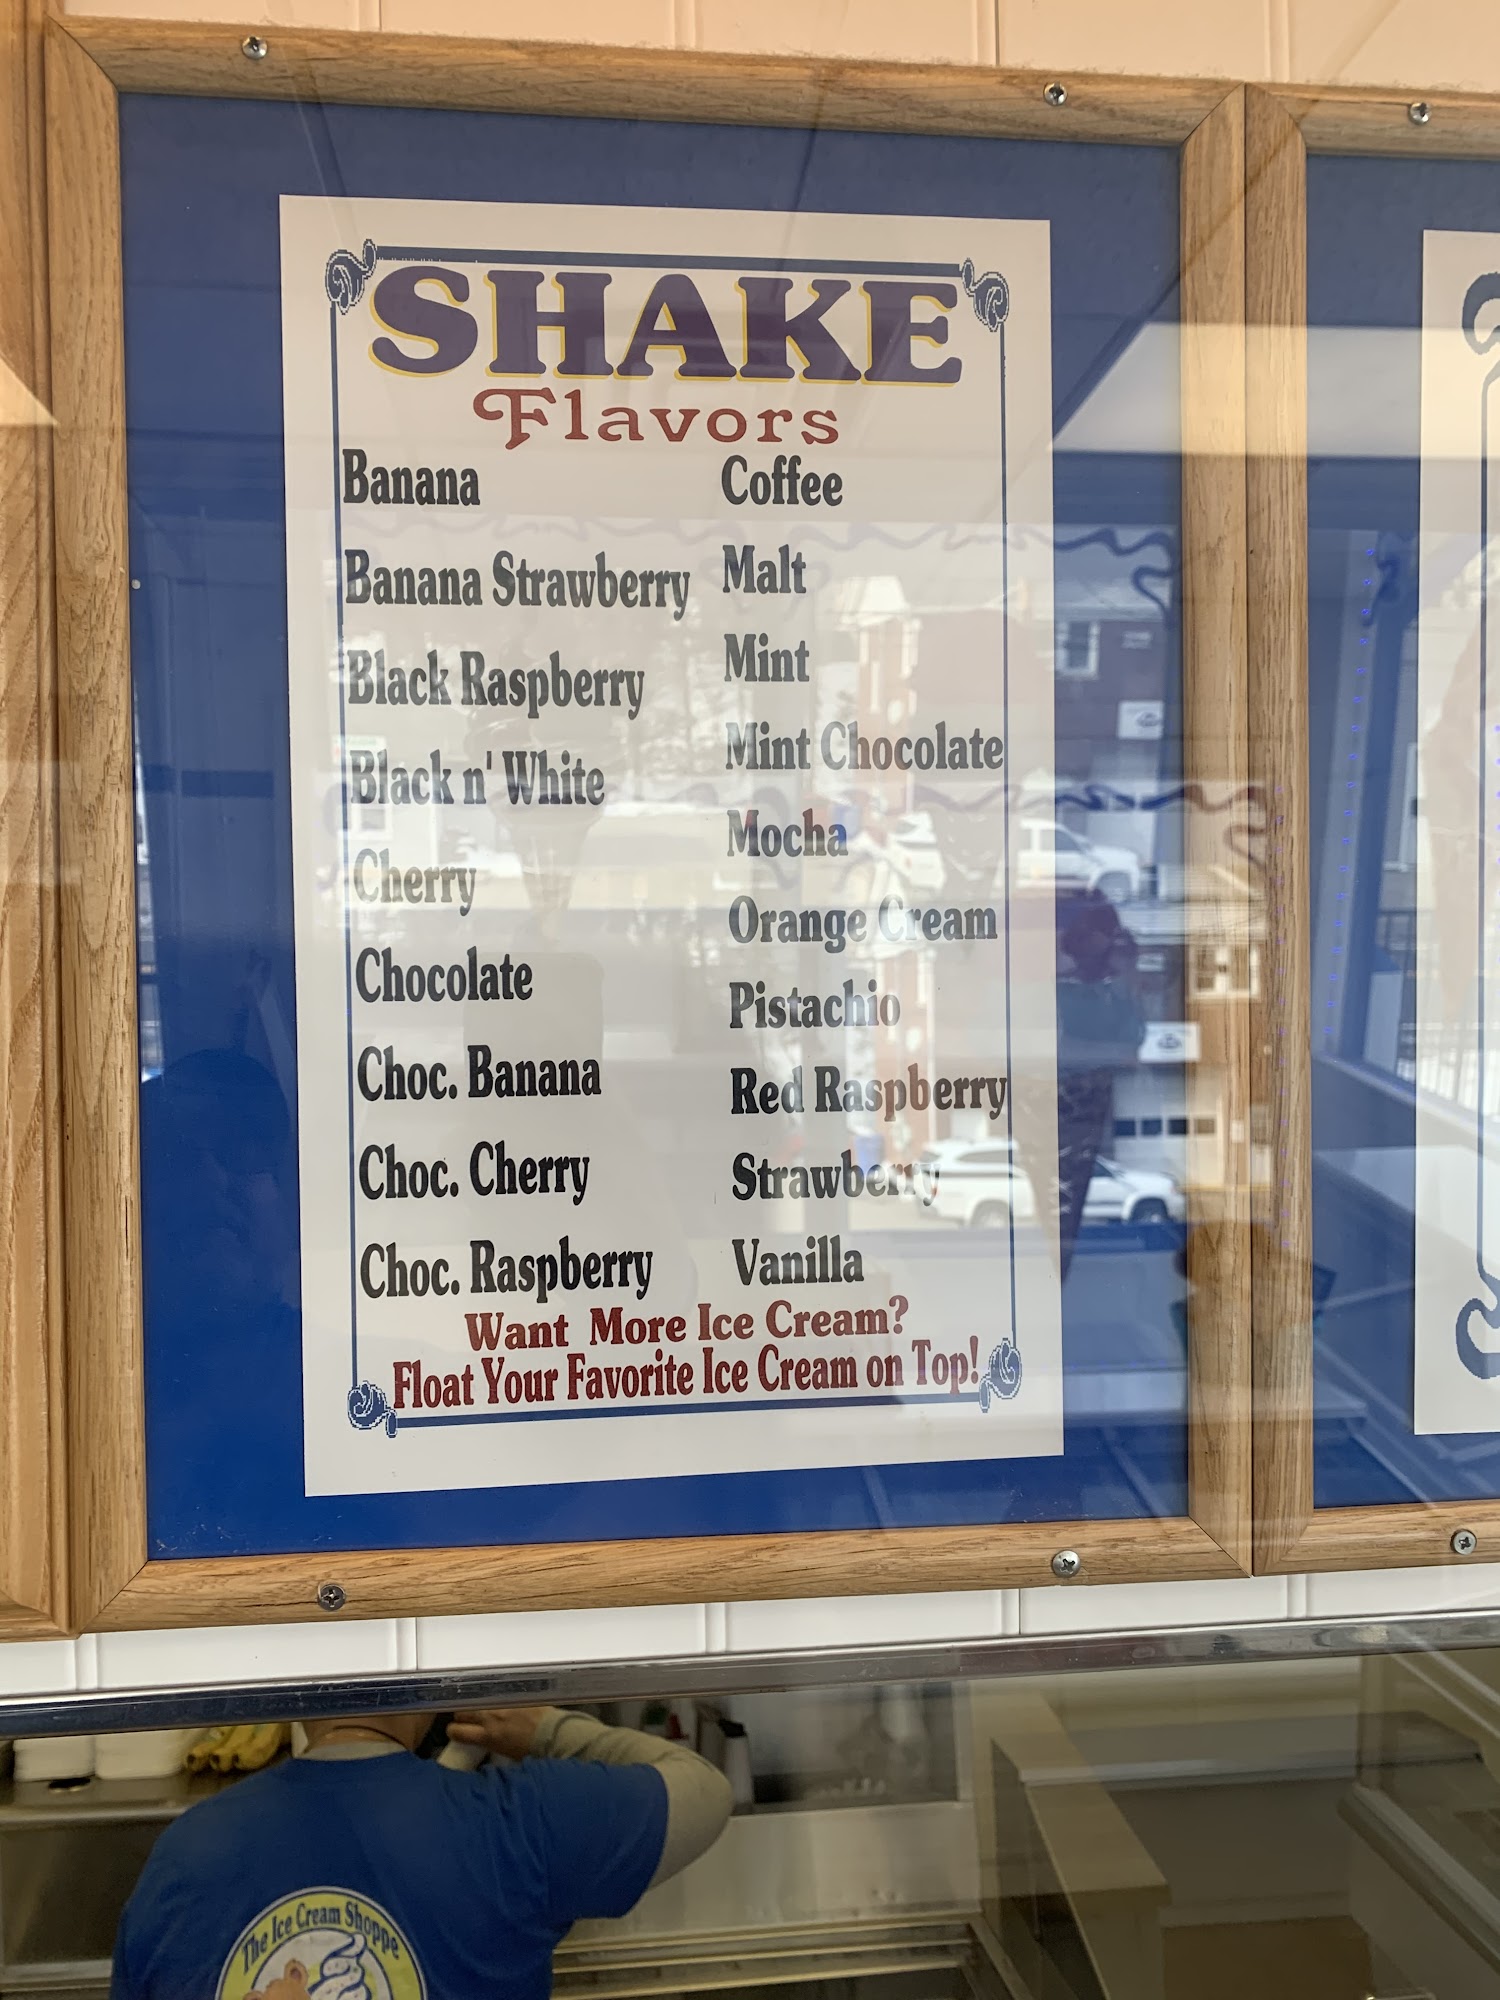 SHAKE
Flavors
Banana
Banana Strawberry
Black Raspberry
Black n' White
Cherry
Chocolate
Choc. Banana
Choc. Cherry
Choc. Raspberry
Coffee
Malt
Mint
Mint Chocolate
Mocha
Orange Cream
Pistachio
Red Raspberry
Strawberry
Vanilla
Want More Ice Cream?
Float Your Favorite Ice Cream on Top!
The Ice Cream Shoppe